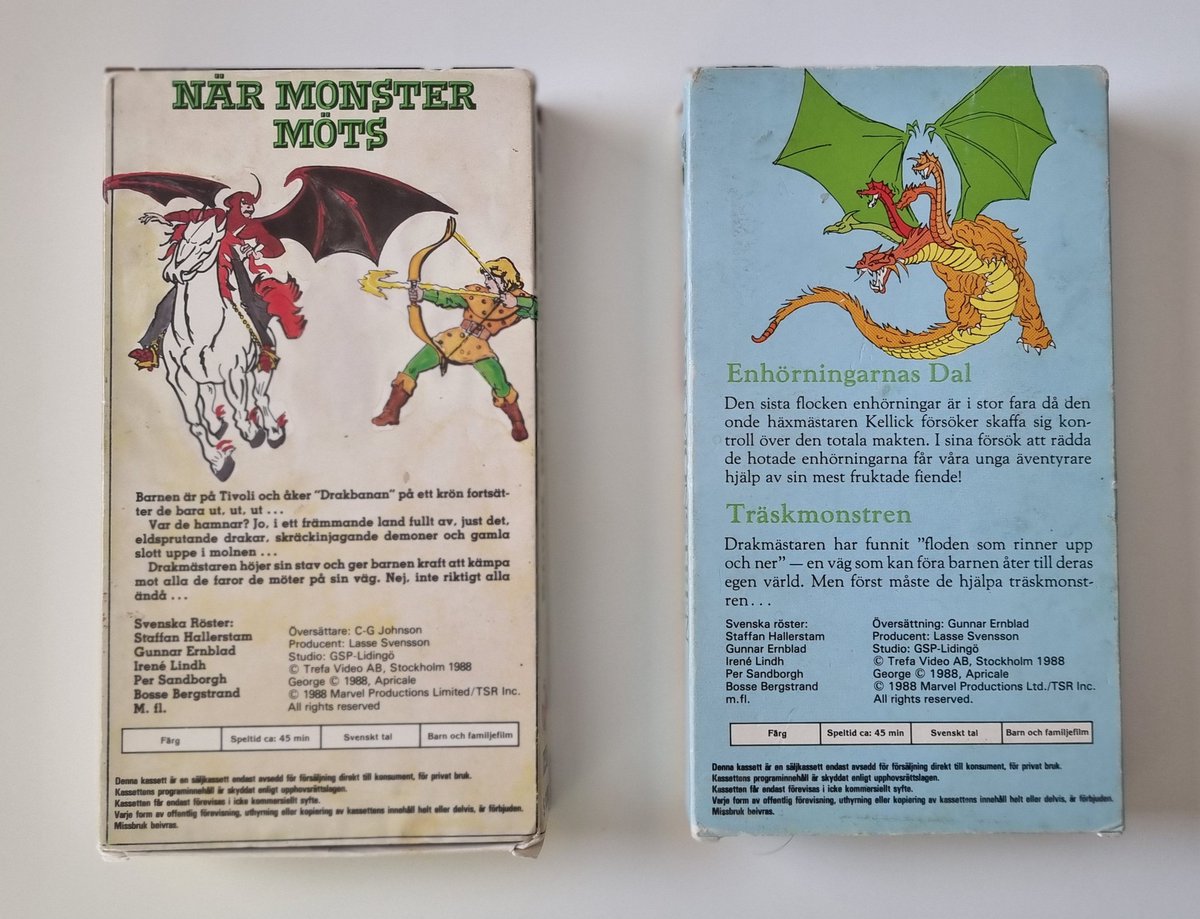 NÄR MONSTER
MÖTS
Barnen är på Tivoli och åker "Drakbanan" på ett krön fortsät-
ter de bara ut, ut, ut . . .
Var de hamnar? Jo, i ett främmande land fullt av, just det,
eldsprutande drakar, skräckinjagande demoner och gamla
slott uppe i molnen . . .
Drakmästaren höjer sin stav och ger barnen kraft att kämpa
mot alla de faror de möter på sin väg. Nej, inte riktigt alla
ändå . . .
Svenska Röster:
Staffan Hallerstam
Gunnar Ernblad
Irené Lindh
Per Sandborgh
Bosse Bergstrand
M. fl.
Översättare: C-G Johnson
Producent: Lasse Svensson
Studio: GSP-Lidingö
© Trefa Video AB, Stockholm 1988
George © 1988, Apricale
© 1988 Marvel Productions Limited/TSR Inc.
All rights reserved
Färg Speltid ca: 45 min Svenskt tal Barn och familjefilm
Denna kassett är en säljkassett endast avsedd för försäljning direkt till konsument, för privat bruk.
Kassettens programinnehåll är skyddat enligt upphovsrättslagen.
Kassetten får endast förevisas i icke kommersiellt syfte.
Varje form av offentlig förevisning, uthyrning eller kopiering av kassettens innehåll helt eller delvis, är förbjuden.
Missbruk beivras.
Enhörningarnas Dal
Den sista flocken enhörningar är i stor fara då den
onde häxmästaren Kellick försöker skaffa sig kon-
troll över den totala makten. I sina försök att rädda
de hotade enhörningarna får våra unga äventyrare
hjälp av sin mest fruktade fiende!
Träskmonstren
Drakmästaren har funnit "floden som rinner upp
och ner" — en väg som kan föra barnen åter till deras
egen värld. Men först måste de hjälpa träskmonst-
ren . . .
Svenska röster:
Staffan Hallerstam
Gunnar Ernblad
Irené Lindh
Per Sandborgh
Bosse Bergstrand
m.fl.
Översättning: Gunnar Ernblad
Producent: Lasse Svensson
Studio: GSP-Lidingö
© Trefa Video AB, Stockholm 1988
George © 1988, Apricale
© 1988 Marvel Productions Ltd./TSR Inc.
All rights reserved.
Färg Speltid ca: 45 min Svenskt tal Barn och familjefilm
Denna kassett är en säljkassett endast avsedd för försäljning direkt till konsument, för privat bruk.
Kassettens programinnehåll är skyddat enligt upphovsrättslagen.
Kassetten får endast förevisas i icke kommersiellt syfte.
Varje form av offentlig förevisning, uthyrning eller kopiering av kassettens innehåll helt eller delvis, är förbjuden.
Missbruk beivras.